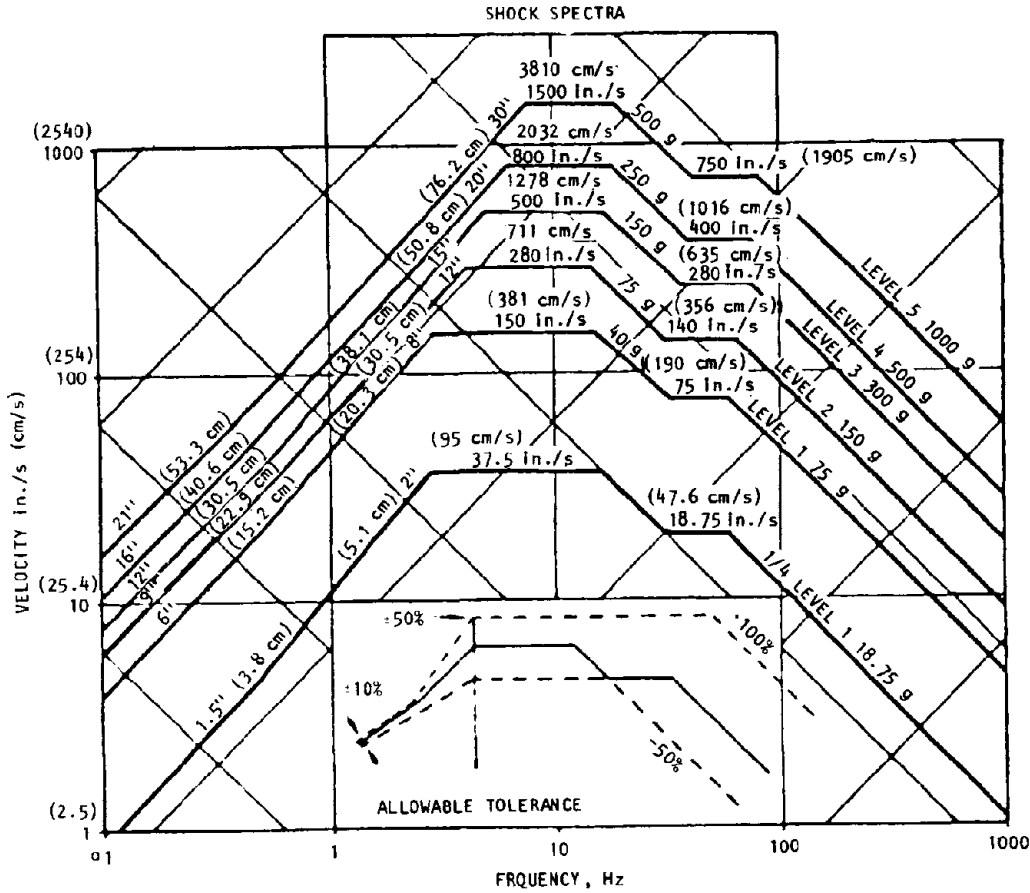 SHOCK SPECTRA
3810 cm/s
1500 in./s
2032 cm/s
800 in./s
1278 cm/s
500 in./s
711 cm/s
280 in./s
(381 cm/s)
150 in./s
(95 cm/s)
37.5 in./s
500 g
250 g
150 g
75 g
40 g
750 in./s (1905 cm/s)
(1016 cm/s)
400 in./s
(635 cm/s)
280 in./s
(356 cm/s)
140 in./s
(190 cm/s)
75 in./s
(47.6 cm/s)
18.75 in./s
LEVEL 5 1000 g
LEVEL 4 500 g
LEVEL 3 300 g
LEVEL 2 150 g
LEVEL 1 75 g
1/4 LEVEL 1 18.75 g
(76.2 cm) 30"
(50.8 cm) 20"
(38.1 cm) 15"
(30.5 cm) 12"
(20.3 cm) 8"
(5.1 cm) 2"
21" (53.3 cm)
16" (40.6 cm)
12" (30.5 cm)
9" (22.9 cm)
6" (15.2 cm)
1.5" (3.8 cm)
(2540)
1000
(254)
100
(25.4)
10
(2.5)
1
VELOCITY in./s (cm/s)
±50%
±10%
100%
-50%
ALLOWABLE TOLERANCE
1
1
10
100
1000
FRQUENCY, Hz